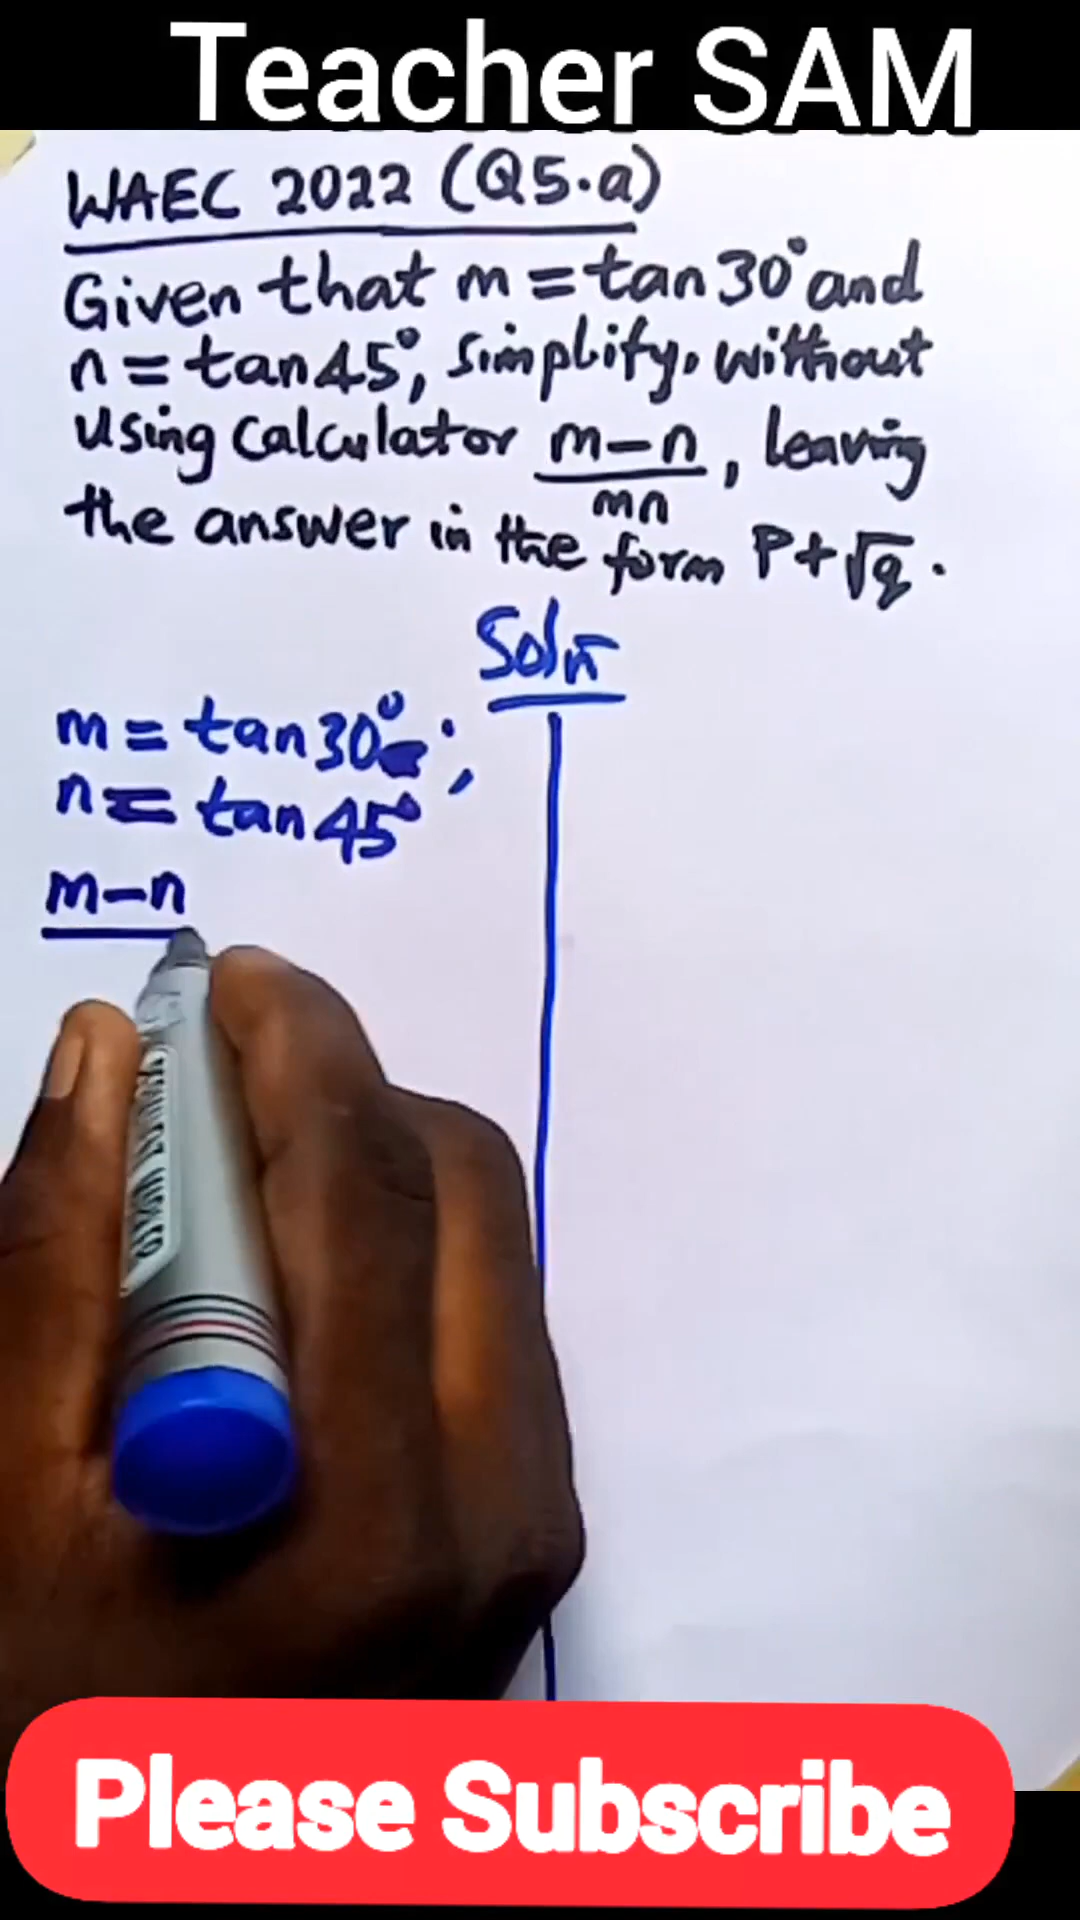 Teacher SAM
WAEC 2022 (Q5.a)
Given that m = tan 30° and
n = tan 45°, simplify, without
using calculator m-n/mn, leaving
the answer in the form P+√q.
Soln
m = tan 30° ;
n = tan 45°
m-n
Please Subscribe